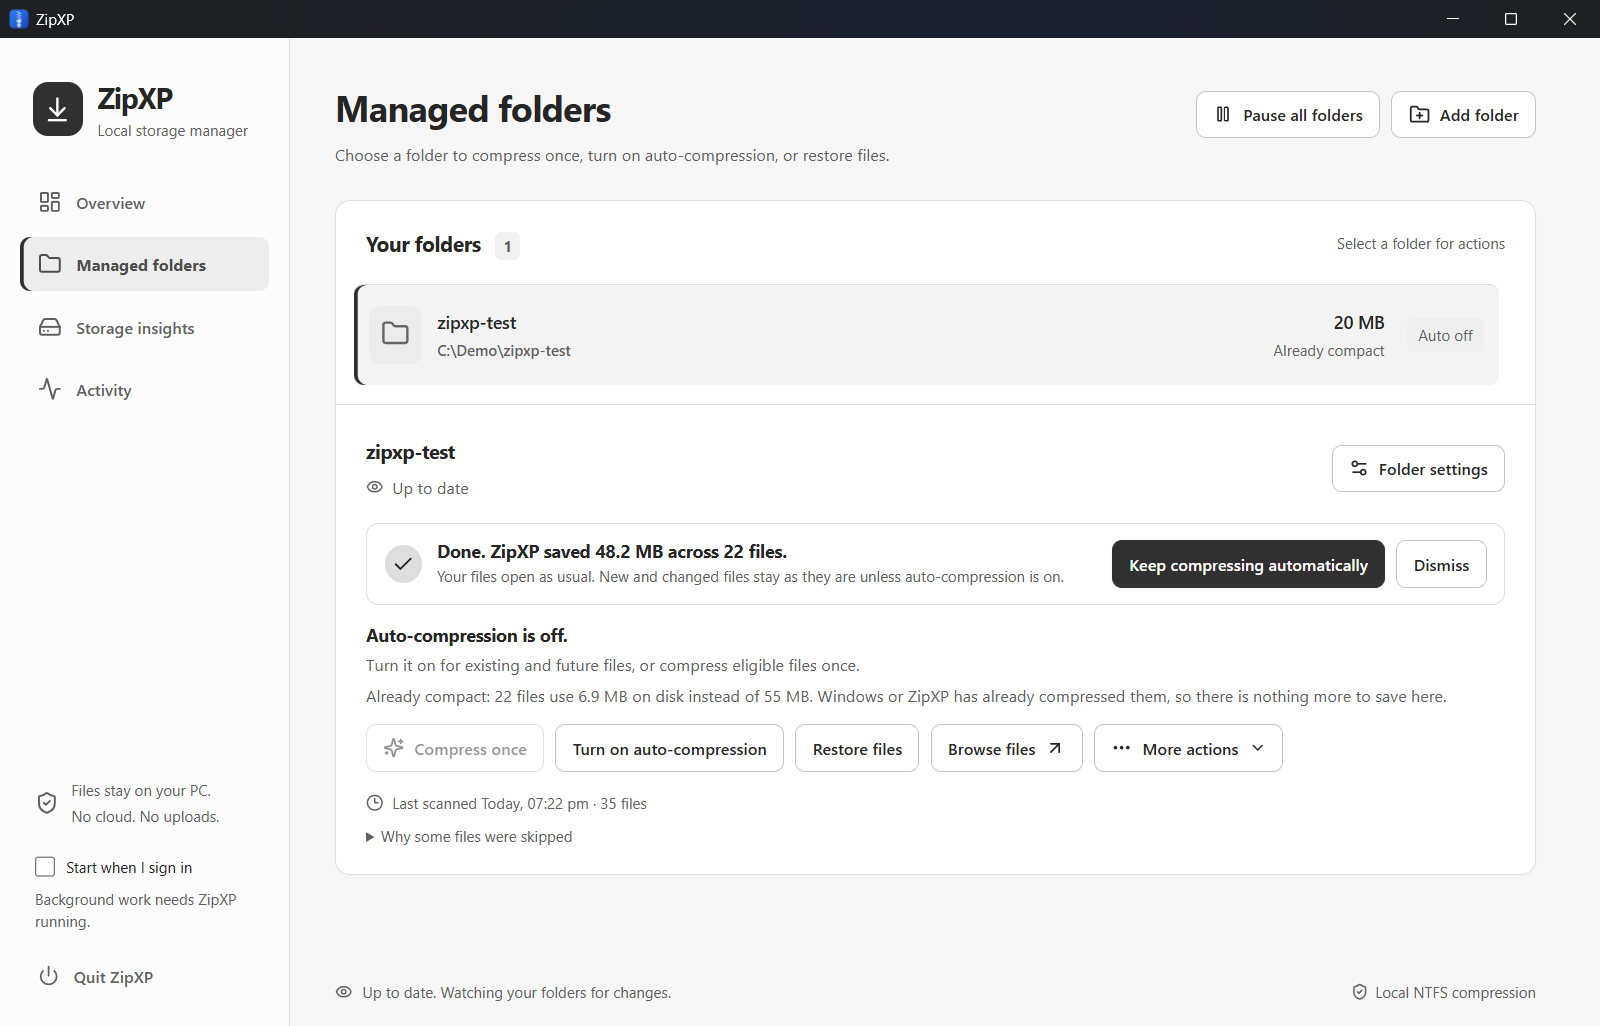 ZipXP
ZipXP
Local storage manager
Overview
Managed folders
Storage insights
Activity
Files stay on your PC.
No cloud. No uploads.
Start when I sign in
Background work needs ZipXP
running.
Quit ZipXP
Managed folders
Choose a folder to compress once, turn on auto-compression, or restore files.
Pause all folders
Add folder
Your folders 1
Select a folder for actions
zipxp-test
C:\Demo\zipxp-test
20 MB
Already compact
Auto off
zipxp-test
Up to date
Folder settings
Done. ZipXP saved 48.2 MB across 22 files.
Your files open as usual. New and changed files stay as they are unless auto-compression is on.
Keep compressing automatically
Dismiss
Auto-compression is off.
Turn it on for existing and future files, or compress eligible files once.
Already compact: 22 files use 6.9 MB on disk instead of 55 MB. Windows or ZipXP has already compressed them, so there is nothing more to save here.
Compress once
Turn on auto-compression
Restore files
Browse files
More actions
Last scanned Today, 07:22 pm · 35 files
Why some files were skipped
Up to date. Watching your folders for changes.
Local NTFS compression